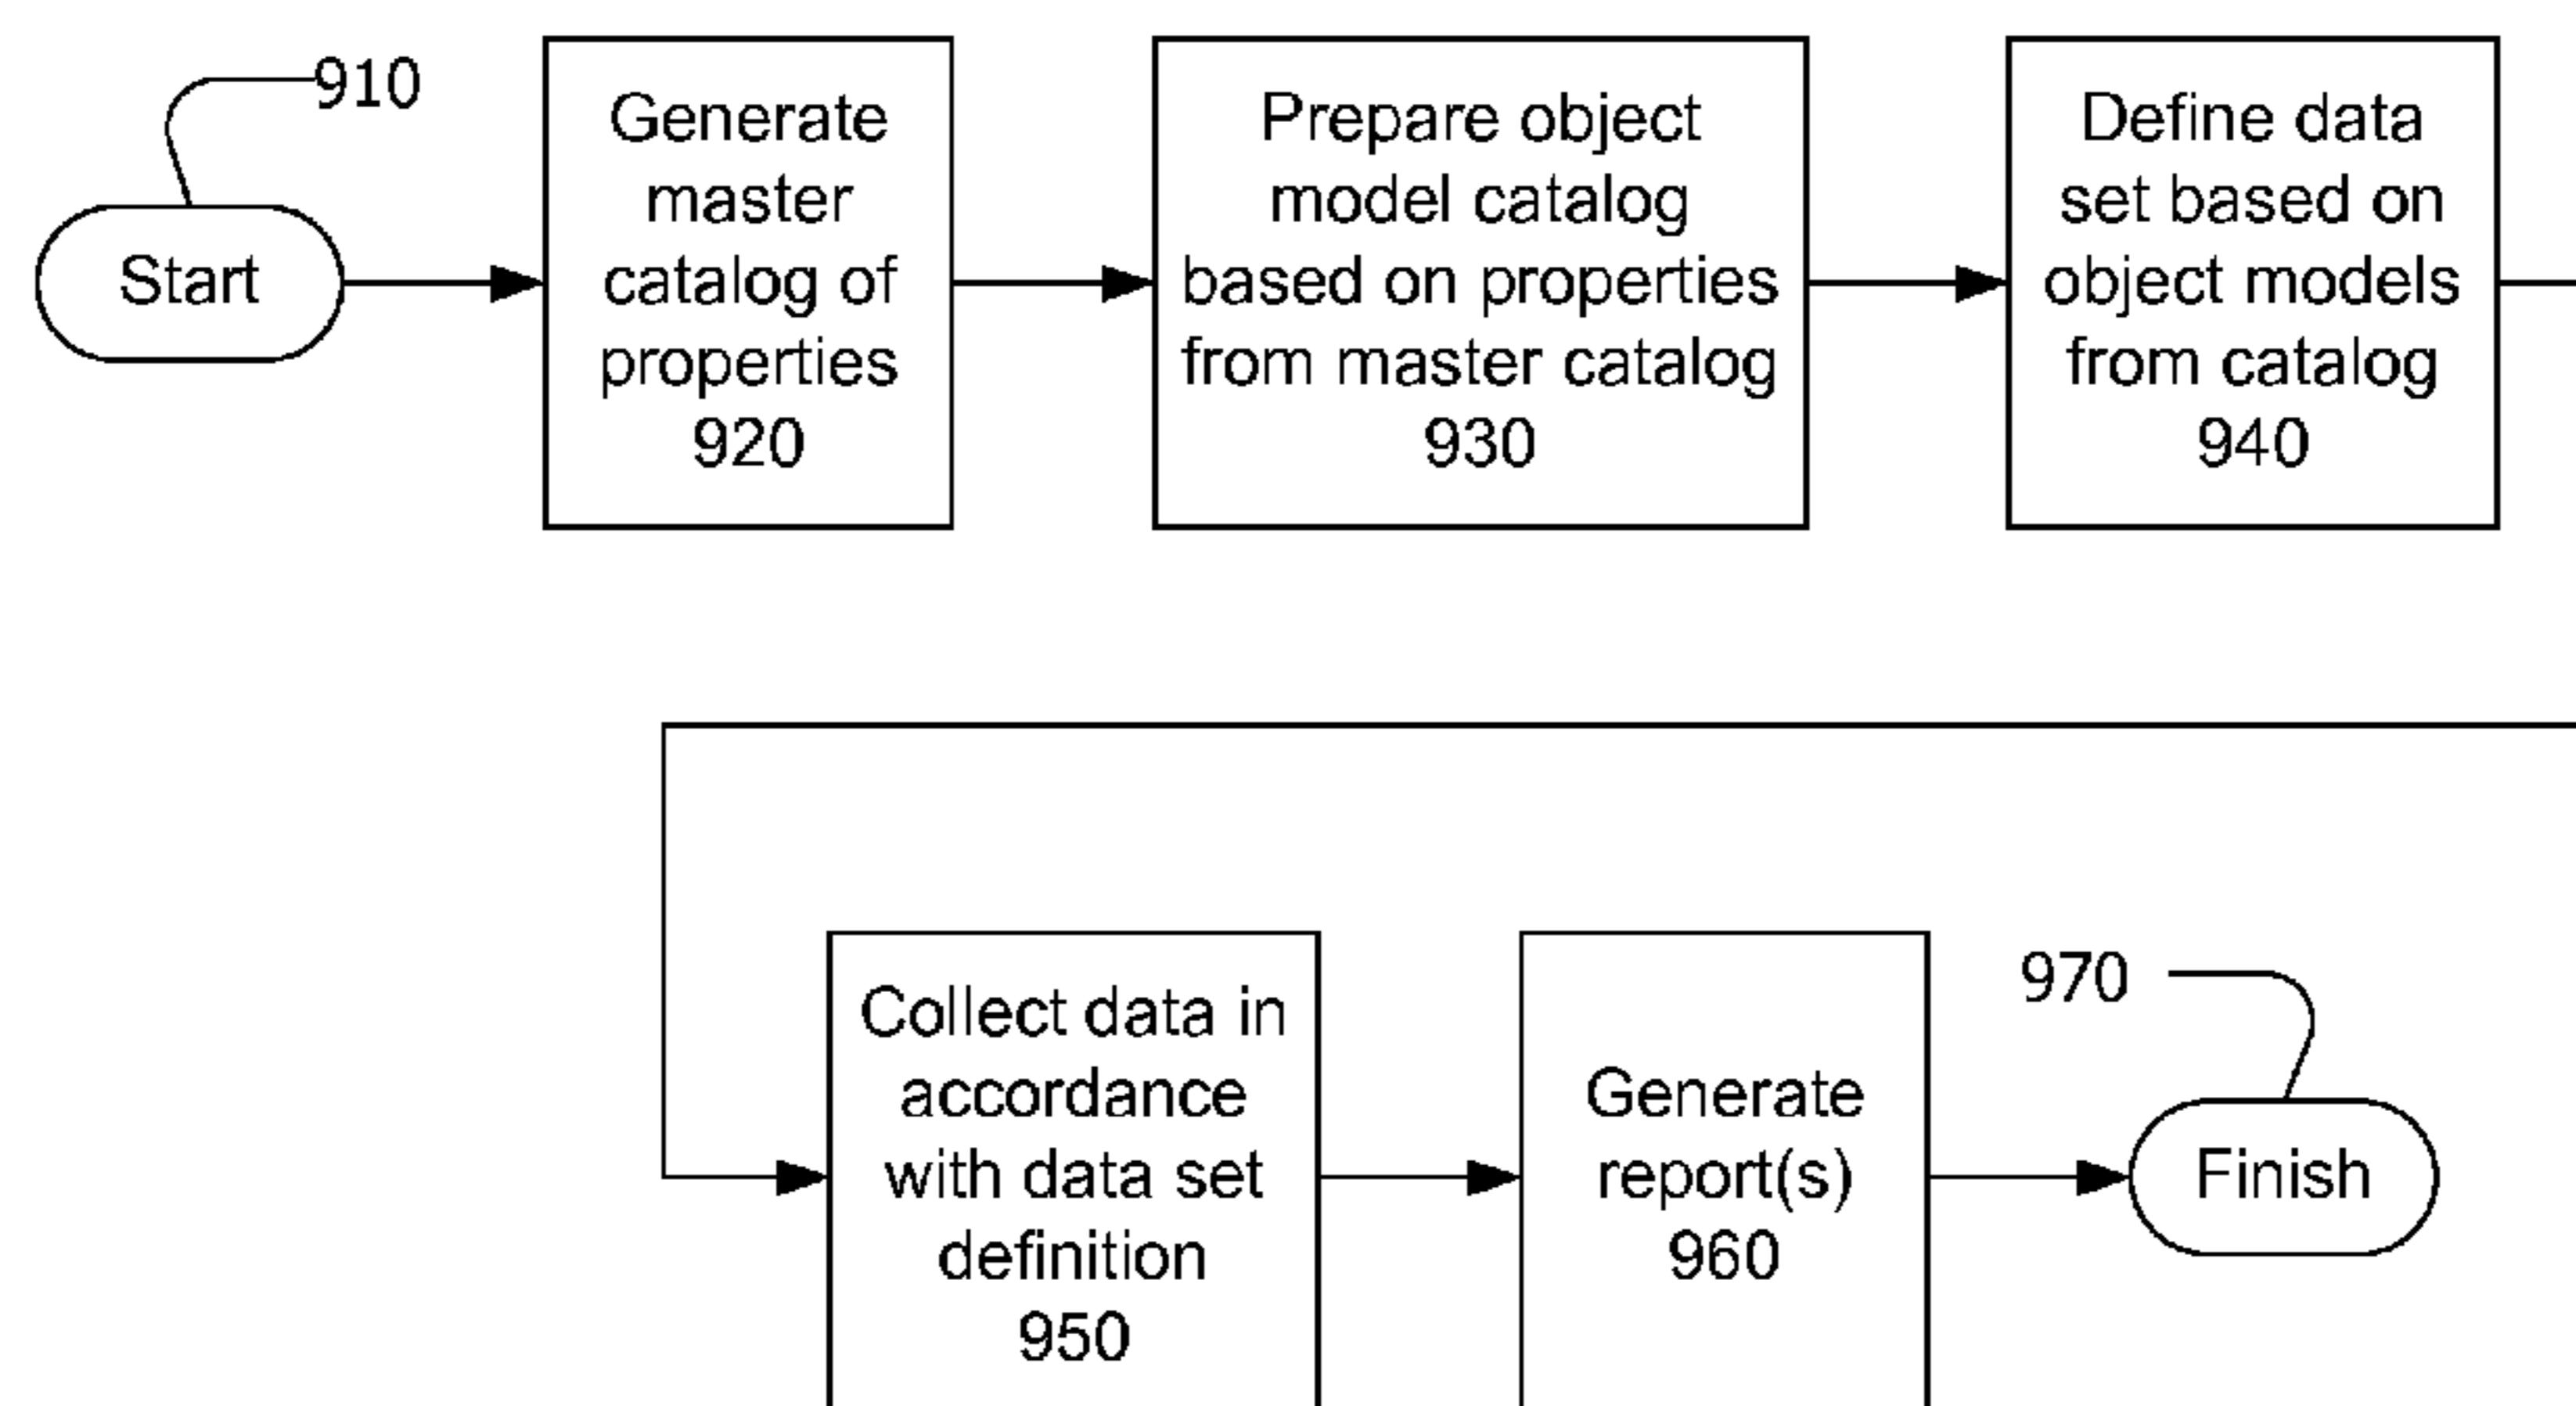 910
Start
Generate
master
catalog of
properties
920
Prepare object
model catalog
based on properties
from master catalog
930
Define data
set based on
object models
from catalog
940
Collect data in
accordance
with data set
definition
950
Generate
report(s)
960
970
Finish